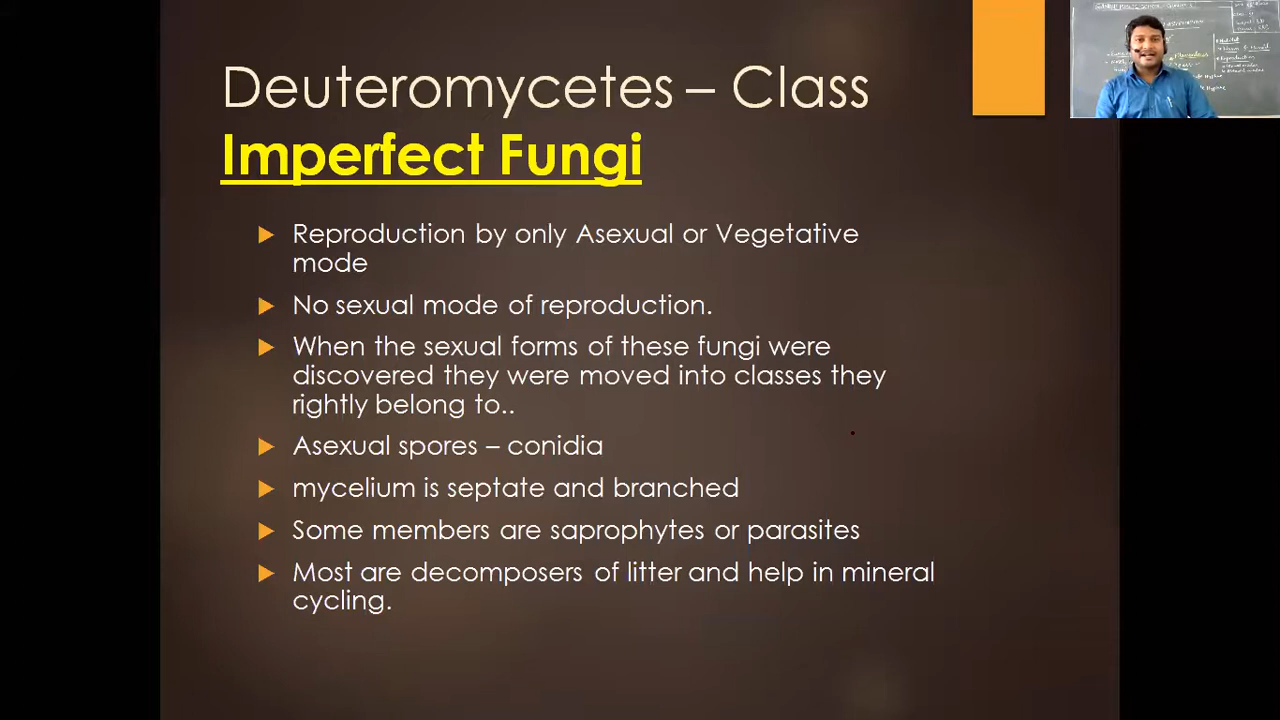 Deuteromycetes – Class
Imperfect Fungi
Reproduction by only Asexual or Vegetative
mode
No sexual mode of reproduction.
When the sexual forms of these fungi were
discovered they were moved into classes they
rightly belong to..
Asexual spores – conidia
mycelium is septate and branched
Some members are saprophytes or parasites
Most are decomposers of litter and help in mineral
cycling.